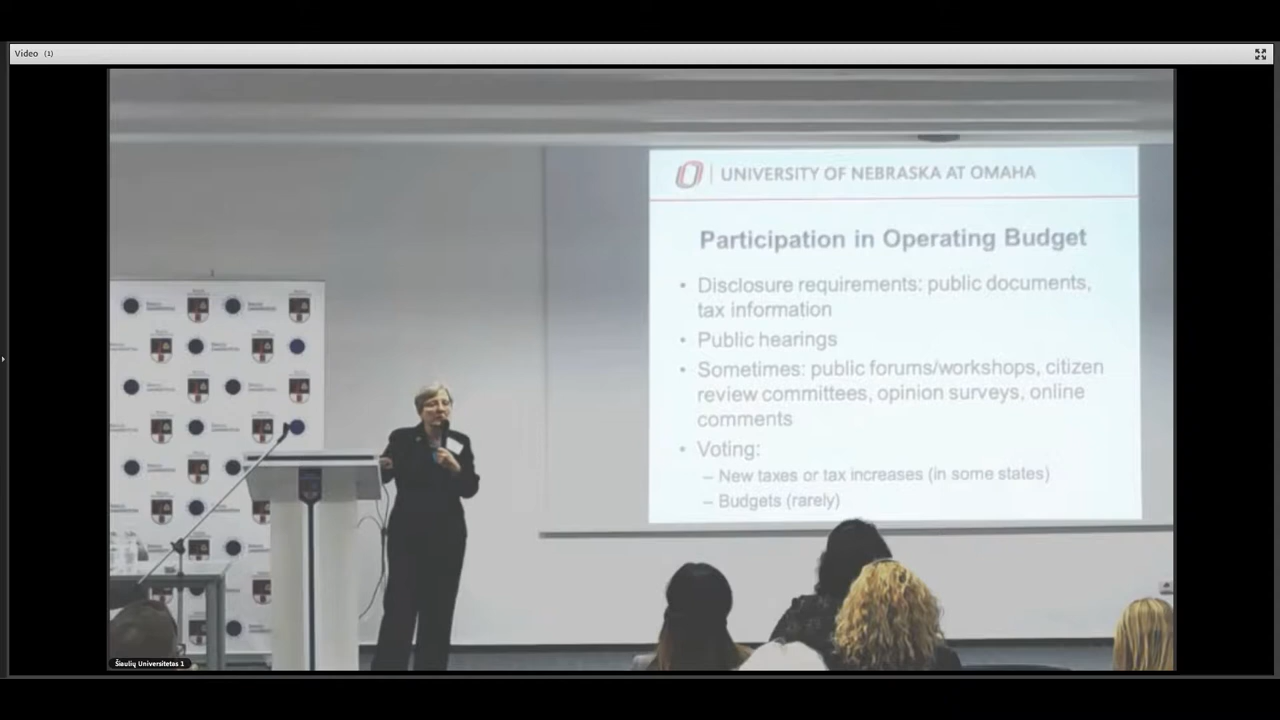 Video (1)
UNIVERSITY OF NEBRASKA AT OMAHA
Participation in Operating Budget
• Disclosure requirements: public documents,
tax information
• Public hearings
• Sometimes: public forums/workshops, citizen
review committees, opinion surveys, online
comments
• Voting:
– New taxes or tax increases (in some states)
– Budgets (rarely)
Šiaulių Universitetas 1